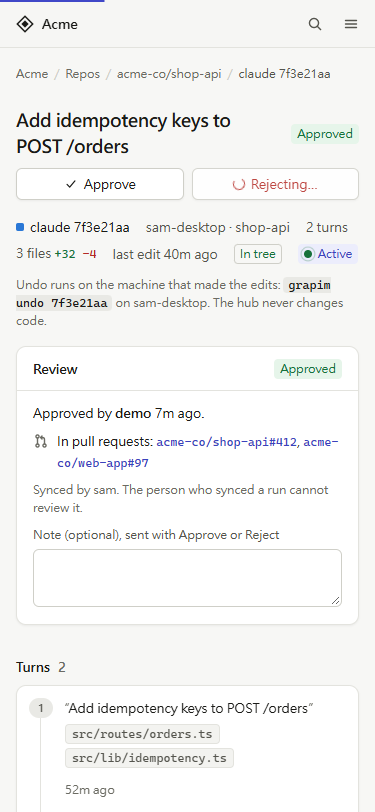 Acme
Acme / Repos / acme-co/shop-api / claude 7f3e21aa
Add idempotency keys to
POST /orders
Approved
Approve
Rejecting…
claude 7f3e21aa sam-desktop · shop-api 2 turns
3 files +32 −4 last edit 40m ago In tree Active
Undo runs on the machine that made the edits: grapim
undo 7f3e21aa on sam-desktop. The hub never changes
code.
Review
Approved
Approved by demo 7m ago.
In pull requests: acme-co/shop-api#412, acme-
co/web-app#97
Synced by sam. The person who synced a run cannot
review it.
Note (optional), sent with Approve or Reject
Turns 2
1 “Add idempotency keys to POST /orders”
src/routes/orders.ts
src/lib/idempotency.ts
52m ago